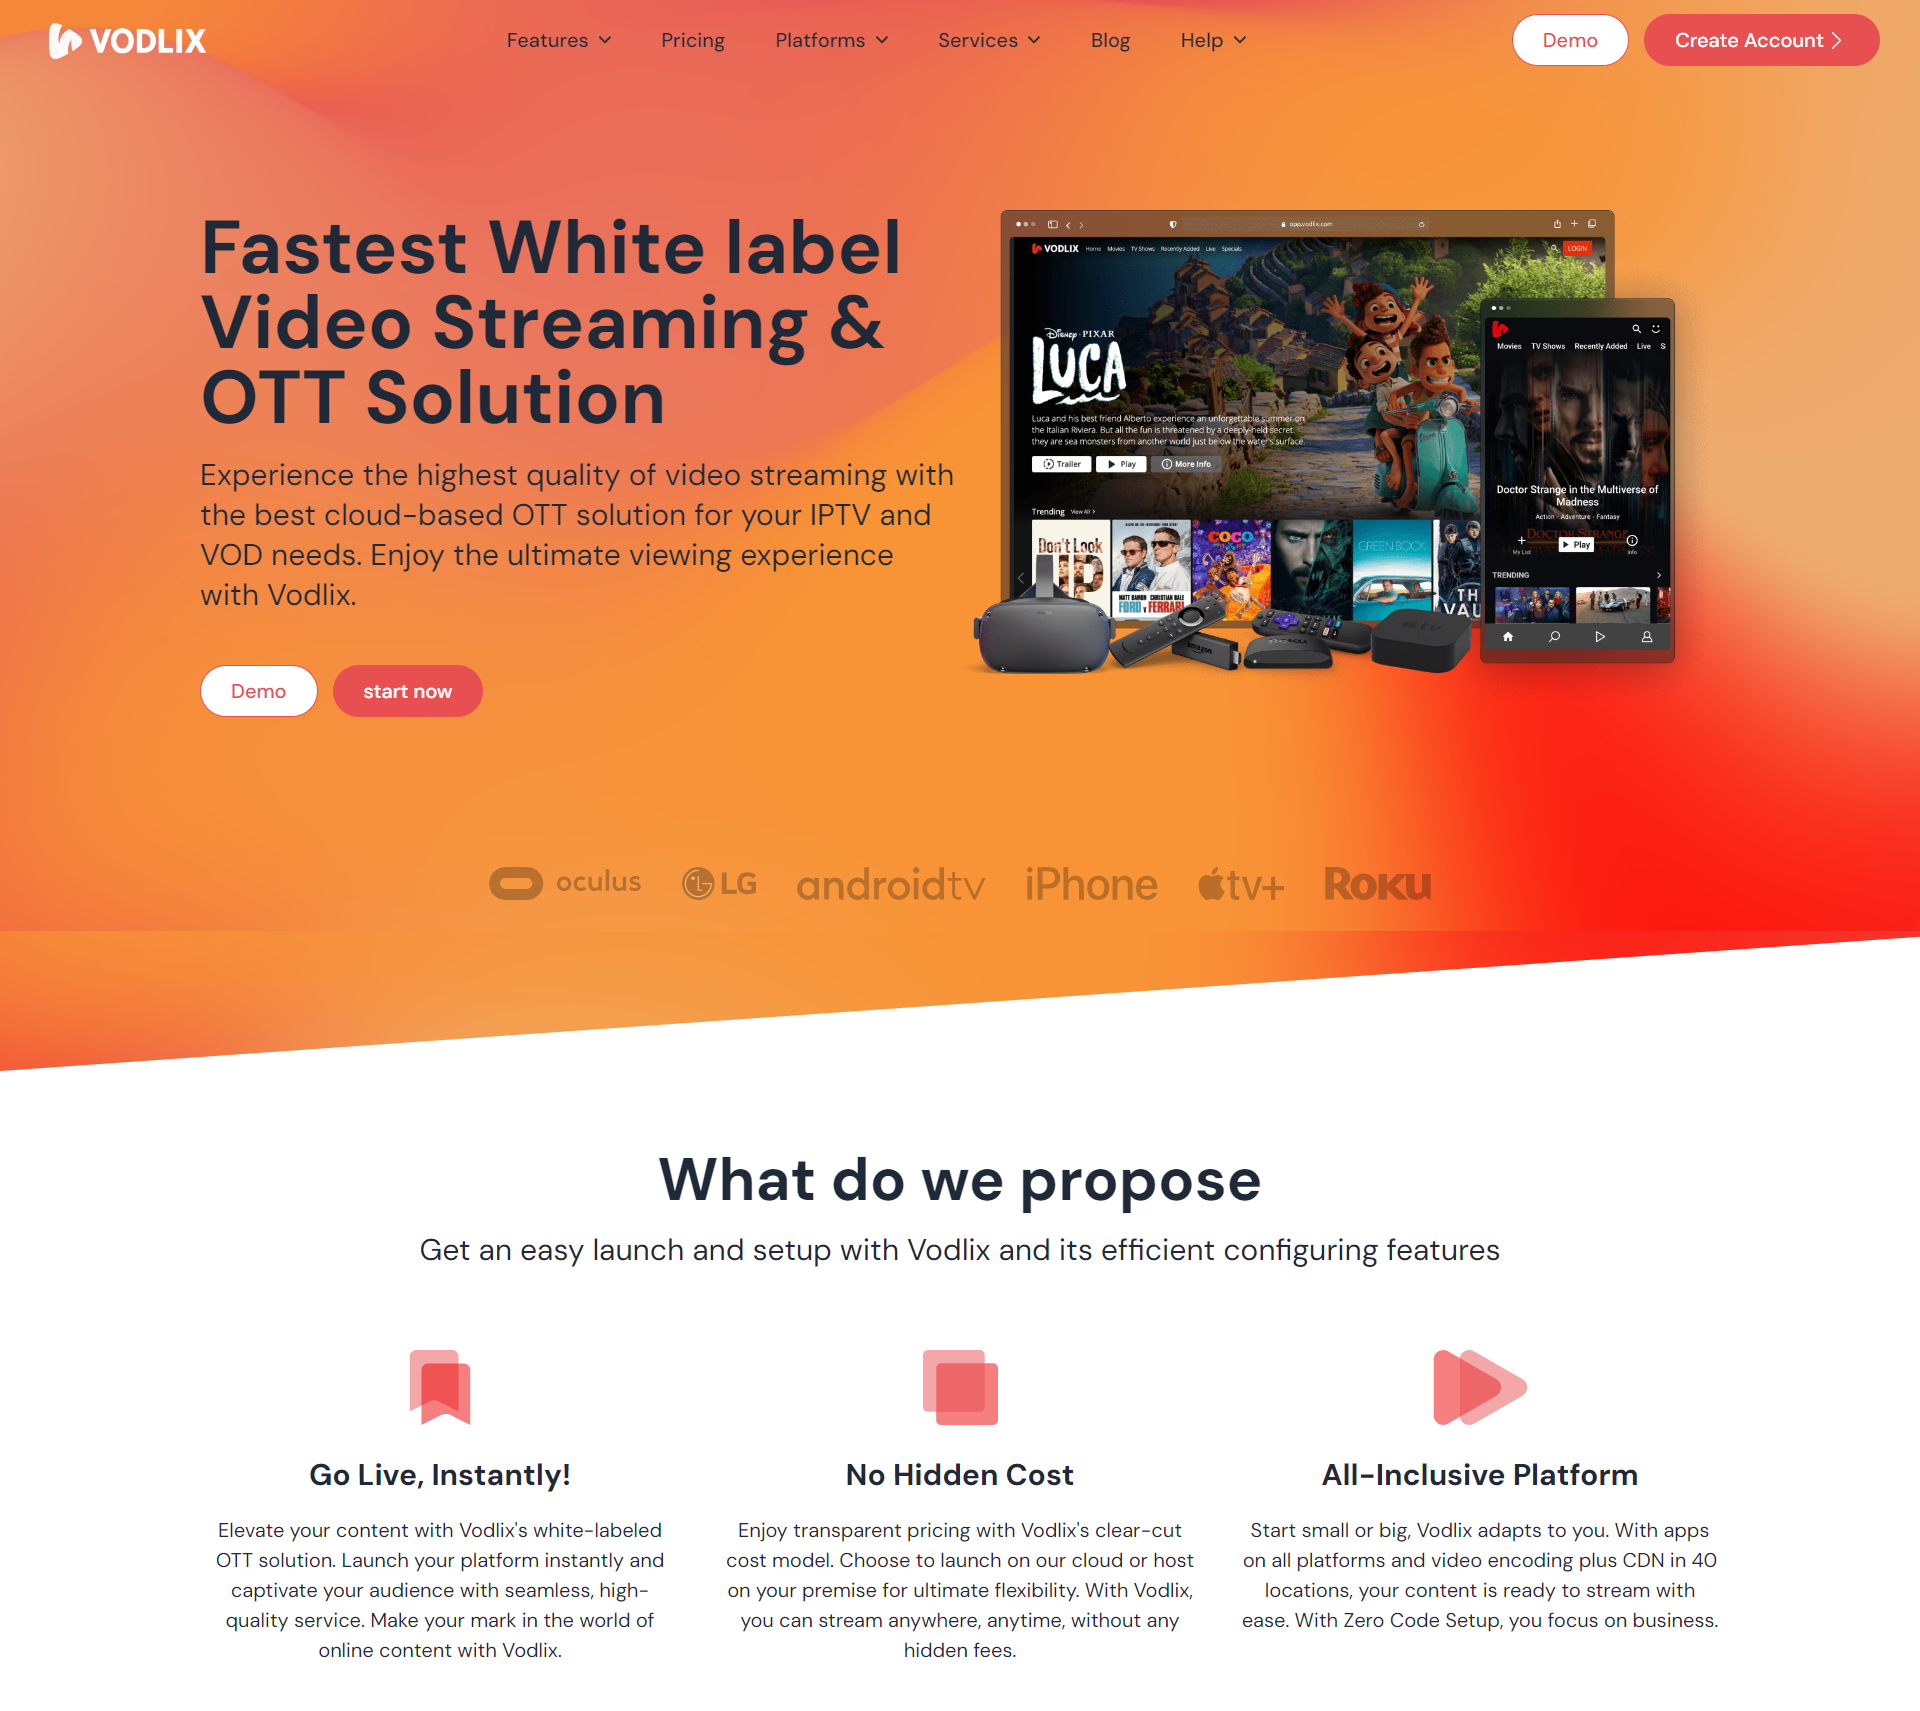 VODLIX
Features
Pricing
Platforms
Services
Blog
Help
Demo
Create Account
Fastest White label
Video Streaming &
OTT Solution
Experience the highest quality of video streaming with
the best cloud-based OTT solution for your IPTV and
VOD needs. Enjoy the ultimate viewing experience
with Vodlix.
Demo
start now
app.vodlix.com
VODLIX Home Movies TV Shows Recently Added Live Specials
LOGIN
Disney · PIXAR
LUCA
Luca and his best friend Alberto experience an unforgettable summer on
the Italian Riviera. But all the fun is threatened by a deeply-held secret:
they are sea monsters from another world just below the water's surface.
Trailer
Play
More Info
Trending View All
Don't Look
UP
MATT DAMON CHRISTIAN BALE
FORD v FERRARI
COCO
GREEN BOOK
TH
VAU
amazon
ROKU
tv
Movies TV Shows Recently Added Live S
Doctor Strange in the Multiverse of
Madness
Action · Adventure · Fantasy
DOCTOR STRANGE
My List
Play
Info
TRENDING
oculus
LG
androidtv
iPhone
tv+
ROKU
What do we propose
Get an easy launch and setup with Vodlix and its efficient configuring features
Go Live, Instantly!
Elevate your content with Vodlix's white-labeled
OTT solution. Launch your platform instantly and
captivate your audience with seamless, high-
quality service. Make your mark in the world of
online content with Vodlix.
No Hidden Cost
Enjoy transparent pricing with Vodlix's clear-cut
cost model. Choose to launch on our cloud or host
on your premise for ultimate flexibility. With Vodlix,
you can stream anywhere, anytime, without any
hidden fees.
All-Inclusive Platform
Start small or big, Vodlix adapts to you. With apps
on all platforms and video encoding plus CDN in 40
locations, your content is ready to stream with
ease. With Zero Code Setup, you focus on business.